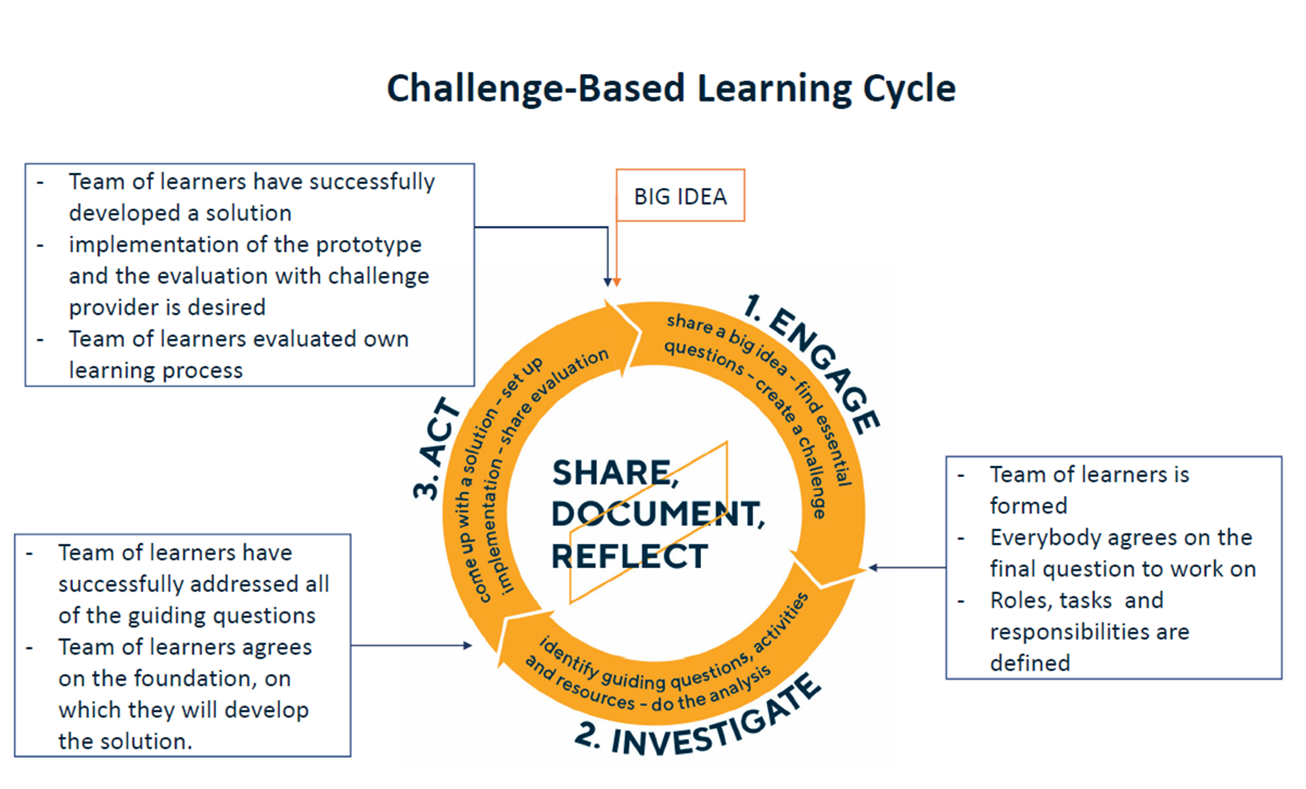 Challenge-Based Learning Cycle
- Team of learners have successfully
developed a solution
- implementation of the prototype
and the evaluation with challenge
provider is desired
- Team of learners evaluated own
learning process
BIG IDEA
1. ENGAGE
share a big idea - find essential
questions - create a challenge
- Team of learners is
formed
- Everybody agrees on the
final question to work on
- Roles, tasks and
responsibilities are
defined
2. INVESTIGATE
identify guiding questions, activities
and resources - do the analysis
- Team of learners have
successfully addressed all
of the guiding questions
- Team of learners agrees
on the foundation, on
which they will develop
the solution.
3. ACT
come up with a solution - set up
implementation - share evaluation
SHARE,
DOCUMENT,
REFLECT